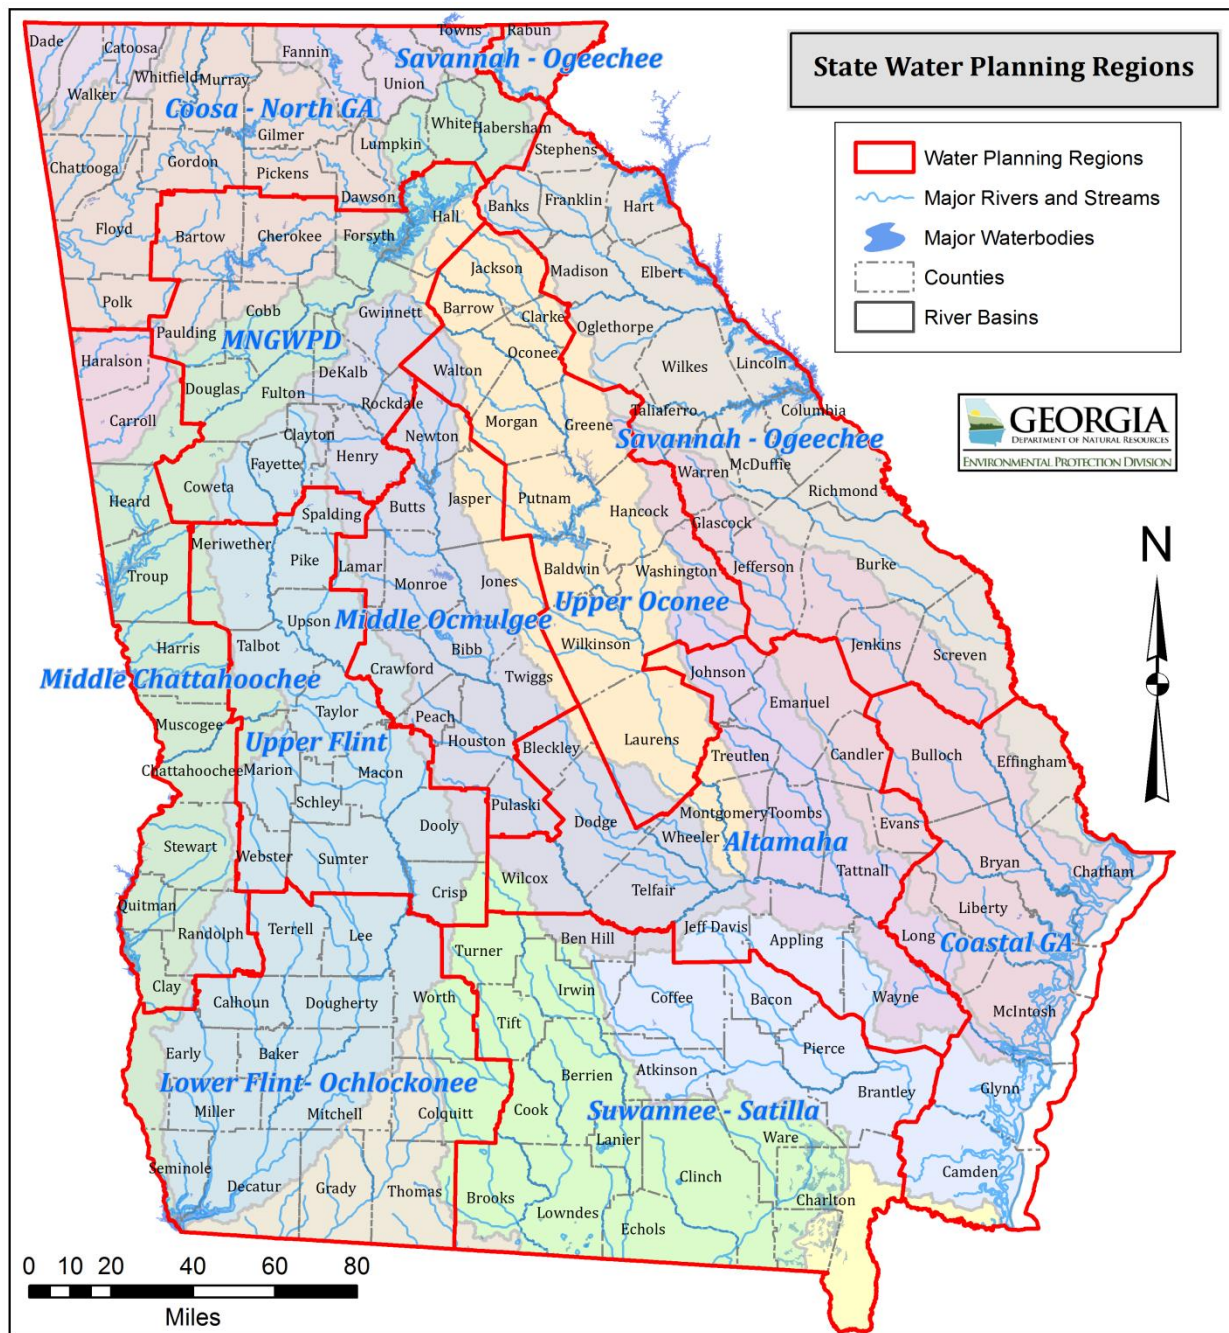 State Water Planning Regions
Water Planning Regions
Major Rivers and Streams
Major Waterbodies
Counties
River Basins
GEORGIA
DEPARTMENT OF NATURAL RESOURCES
ENVIRONMENTAL PROTECTION DIVISION
N
Towns
Rabun
Dade
Catoosa
Fannin
Savannah - Ogeechee
Whitfield
Murray
Union
Walker
Coosa - North GA
White
Habersham
Gilmer
Lumpkin
Stephens
Chattooga
Gordon
Pickens
Dawson
Banks
Franklin
Hart
Hall
Floyd
Bartow
Cherokee
Forsyth
Jackson
Madison
Elbert
Polk
Cobb
Gwinnett
Barrow
Clarke
Oglethorpe
Paulding
MNGWPD
Oconee
Haralson
DeKalb
Walton
Wilkes
Lincoln
Douglas
Fulton
Rockdale
Taliaferro
Columbia
Carroll
Clayton
Newton
Morgan
Greene
Savannah - Ogeechee
Fayette
Henry
Warren
McDuffie
Coweta
Richmond
Heard
Spalding
Butts
Jasper
Putnam
Hancock
Glascock
Meriwether
Pike
Lamar
Jefferson
Burke
Troup
Monroe
Jones
Baldwin
Washington
Upper Oconee
Upson
Middle Ocmulgee
Harris
Talbot
Bibb
Wilkinson
Jenkins
Screven
Middle Chattahoochee
Crawford
Twiggs
Johnson
Emanuel
Muscogee
Taylor
Peach
Upper Flint
Houston
Bleckley
Laurens
Treutlen
Candler
Bulloch
Effingham
Chattahoochee
Marion
Macon
Schley
Pulaski
Montgomery
Toombs
Evans
Dooly
Dodge
Wheeler
Altamaha
Stewart
Webster
Sumter
Bryan
Chatham
Wilcox
Tattnall
Crisp
Telfair
Quitman
Liberty
Randolph
Terrell
Lee
Turner
Ben Hill
Jeff Davis
Appling
Long
Coastal GA
Clay
Calhoun
Dougherty
Worth
Irwin
Coffee
Bacon
Wayne
McIntosh
Tift
Early
Baker
Pierce
Lower Flint- Ochlockonee
Berrien
Atkinson
Brantley
Glynn
Miller
Mitchell
Colquitt
Cook
Suwannee - Satilla
Lanier
Ware
Seminole
Decatur
Grady
Thomas
Brooks
Clinch
Camden
Lowndes
Echols
Charlton
0 10 20 40 60 80
Miles